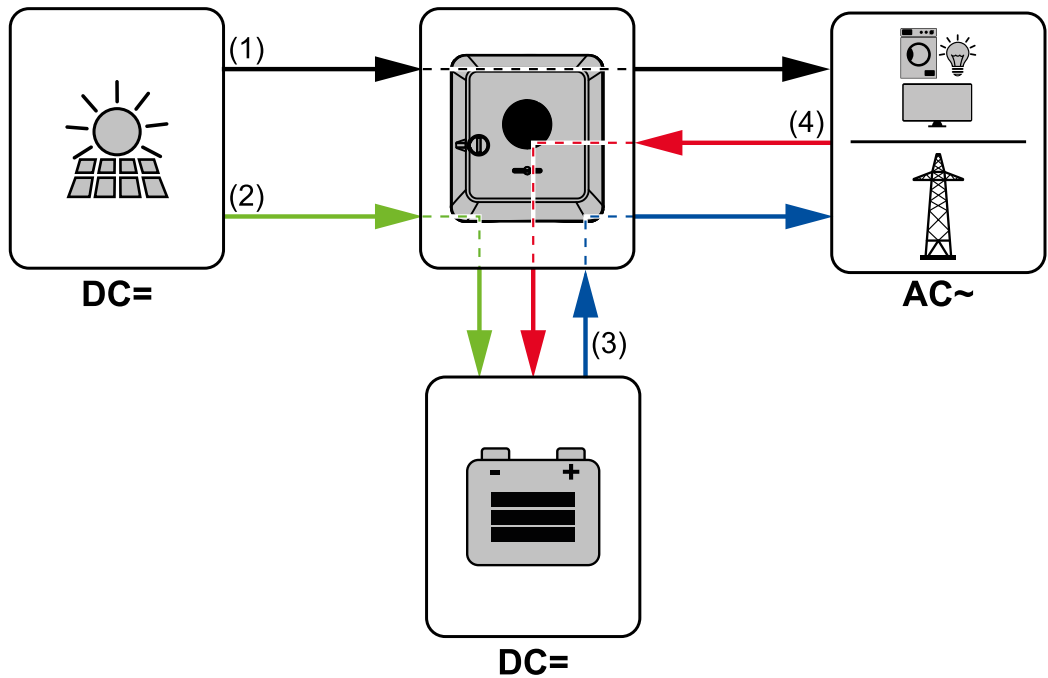 (1)
(4)
(2)
DC=
AC~
(3)
- +
DC=